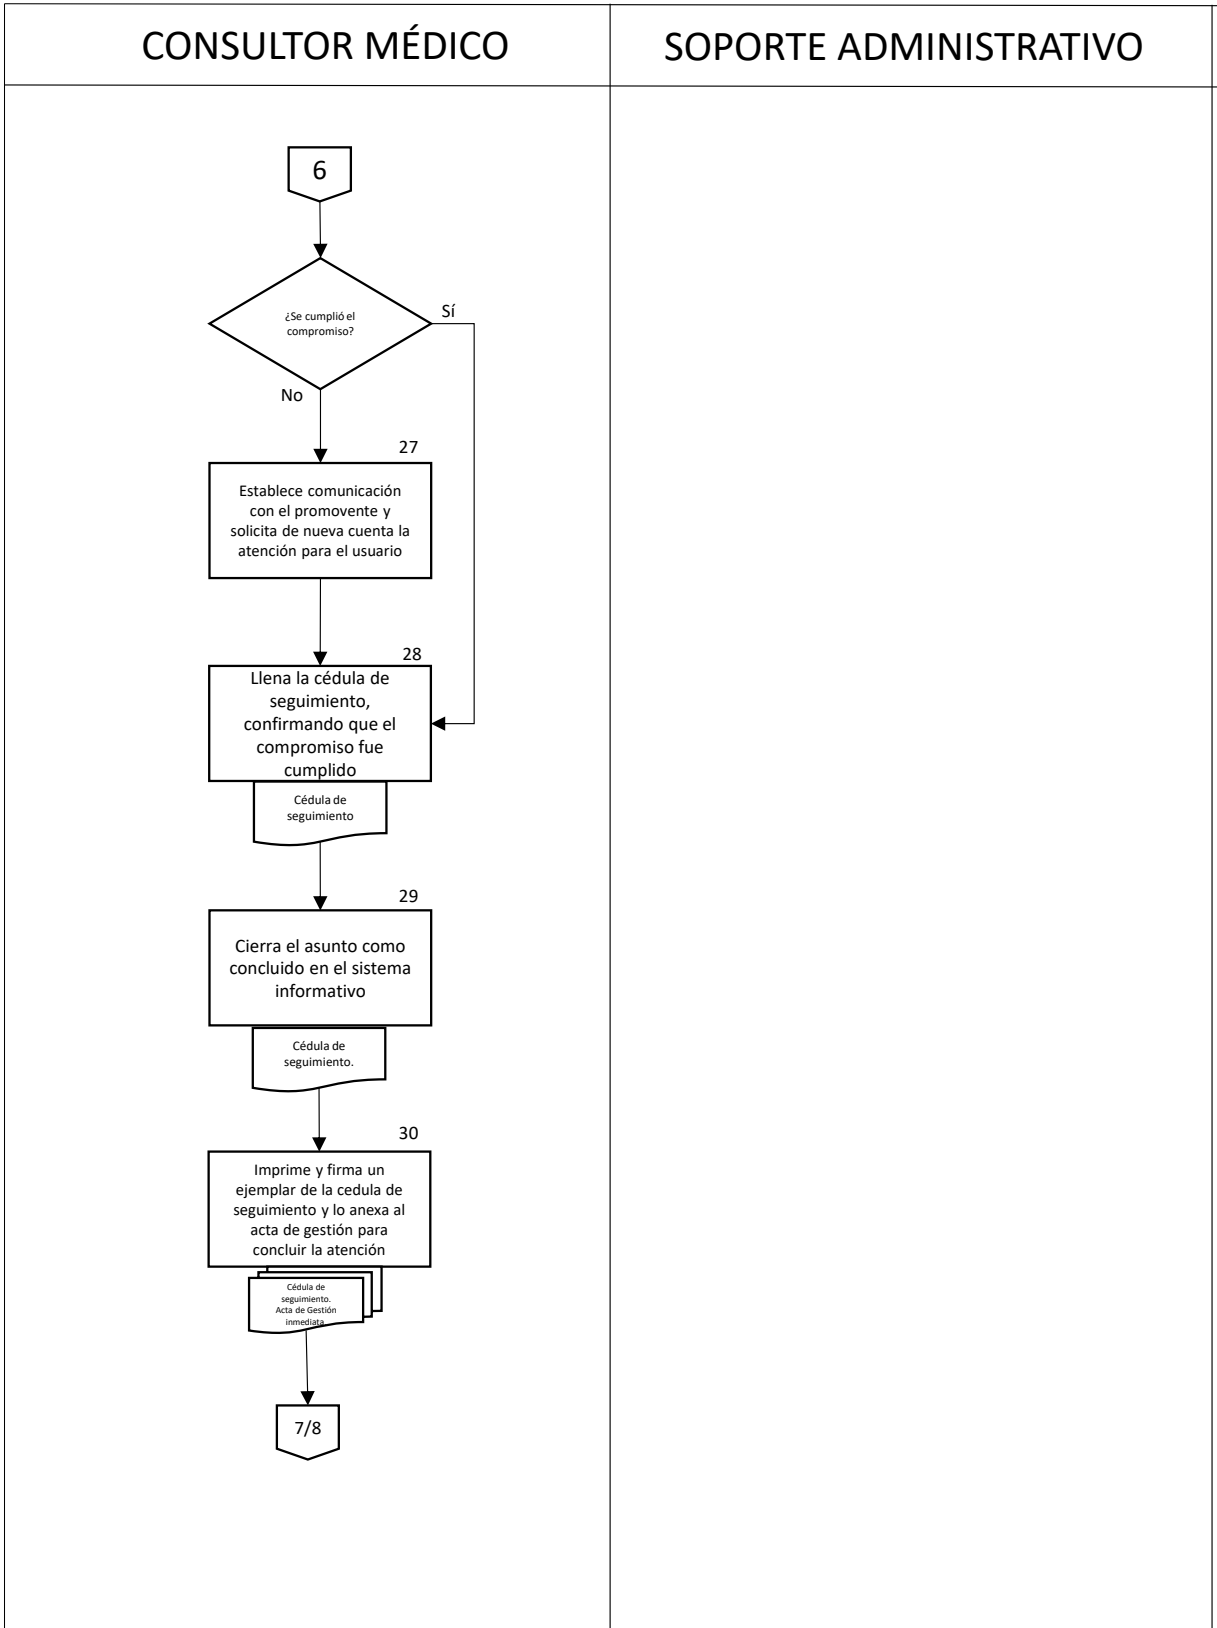 CONSULTOR MÉDICO
SOPORTE ADMINISTRATIVO
6
¿Se cumplió el
compromiso?
Sí
No
27
Establece comunicación
con el promovente y
solicita de nueva cuenta la
atención para el usuario
28
Llena la cédula de
seguimiento,
confirmando que el
compromiso fue
cumplido
Cédula de
seguimiento
29
Cierra el asunto como
concluido en el sistema
informativo
Cédula de
seguimiento.
30
Imprime y firma un
ejemplar de la cedula de
seguimiento y lo anexa al
acta de gestión para
concluir la atención
Cédula de
seguimiento.
Acta de Gestión
inmediata.
7/8